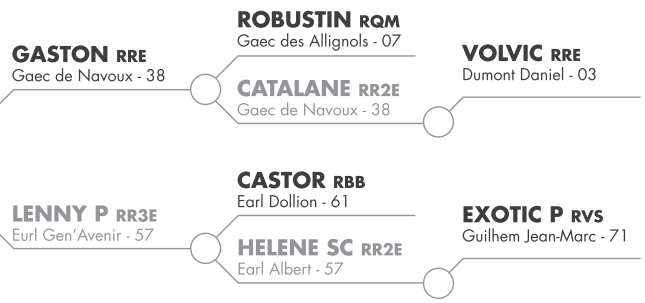 GASTON RRE
Gaec de Navoux - 38
ROBUSTIN RQM
Gaec des Allignols - 07
CATALANE RR2E
Gaec de Navoux - 38
VOLVIC RRE
Dumont Daniel - 03
LENNY P RR3E
Eurl Gen'Avenir - 57
CASTOR RBB
Earl Dollion - 61
HELENE SC RR2E
Earl Albert - 57
EXOTIC P RVS
Guilhem Jean-Marc - 71